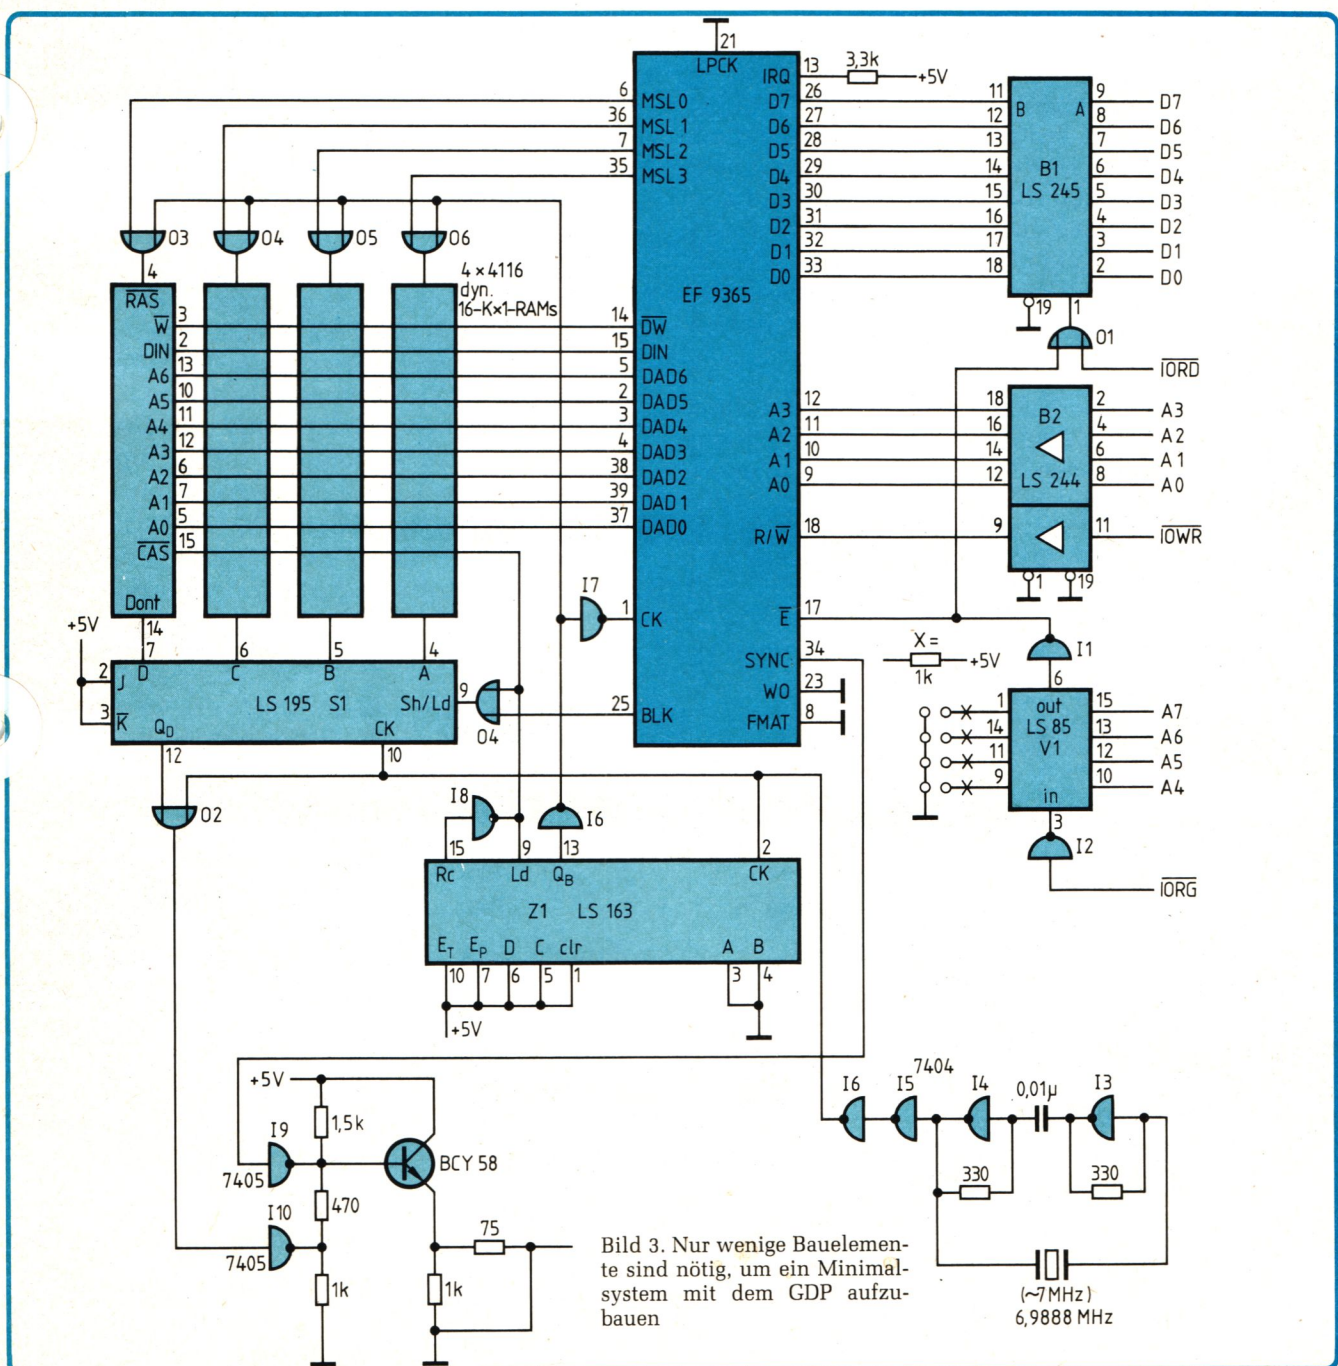 21
LPCK
IRQ 13 3,3k +5V
6 MSL 0
36 MSL 1
7 MSL 2
35 MSL 3
D7 26
D6 27
D5 28
D4 29
D3 30
D2 31
D1 32
D0 33
11 B A 9 D7
12 8 D6
13 7 D5
14 6 D4
15 5 D3
16 4 D2
17 3 D1
18 2 D0
B1
LS 245
19 1
O1
IORD
O3 O4 O5 O6
4
4 × 4116
dyn.
16-K×1-RAMs
EF 9365
RAS
W 3
DIN 2
A6 13
A5 10
A4 11
A3 12
A2 6
A1 7
A0 5
CAS 15
Dont
14
14 DW
15 DIN
5 DAD6
2 DAD5
3 DAD4
4 DAD3
38 DAD2
39 DAD1
37 DAD0
A3 12
A2 11
A1 10
A0 9
R/W 18
18 B2 2 A3
16 4 A2
14 6 A1
12 LS 244 8 A0
9 11 IOWR
1 19
I7
1 CK
E 17
SYNC 34
WO 23
FMAT 8
25 BLK
X =
1k
+5V
I1
6
1 out 15 A7
14 LS 85 13 A6
11 V1 12 A5
9 10 A4
in
3
I2
IORG
+5V
7 6 5 4
2 J D C B A
LS 195 S1 Sh/Ld 9
3 K
QD CK
12 10
O4
O2
I8 I6
15 9 13 2
Rc Ld QB CK
Z1 LS 163
ET EP D C clr A B
10 7 6 5 1 3 4
+5V
+5V
1,5k
I9
7405
BCY 58
470
I10
7405
75
1k
1k
I6 I5 7404 I4 0,01µ I3
330 330
(~7 MHz)
6,9888 MHz
Bild 3. Nur wenige Bauelemen-
te sind nötig, um ein Minimal-
system mit dem GDP aufzu-
bauen